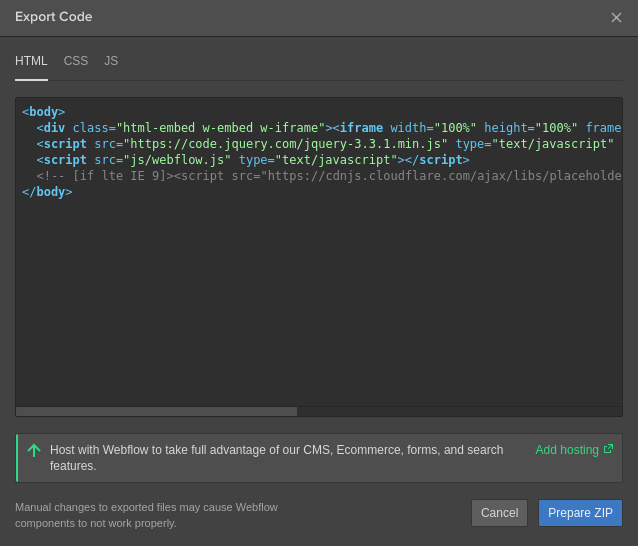 Export Code
HTML CSS JS
<body>
<div class="html-embed w-embed w-iframe"><iframe width="100%" height="100%" frame
<script src="https://code.jquery.com/jquery-3.3.1.min.js" type="text/javascript"
<script src="js/webflow.js" type="text/javascript"></script>
<!-- [if lte IE 9]><script src="https://cdnjs.cloudflare.com/ajax/libs/placeholde
</body>
Host with Webflow to take full advantage of our CMS, Ecommerce, forms, and search
features.
Add hosting
Manual changes to exported files may cause Webflow
components to not work properly.
Cancel
Prepare ZIP